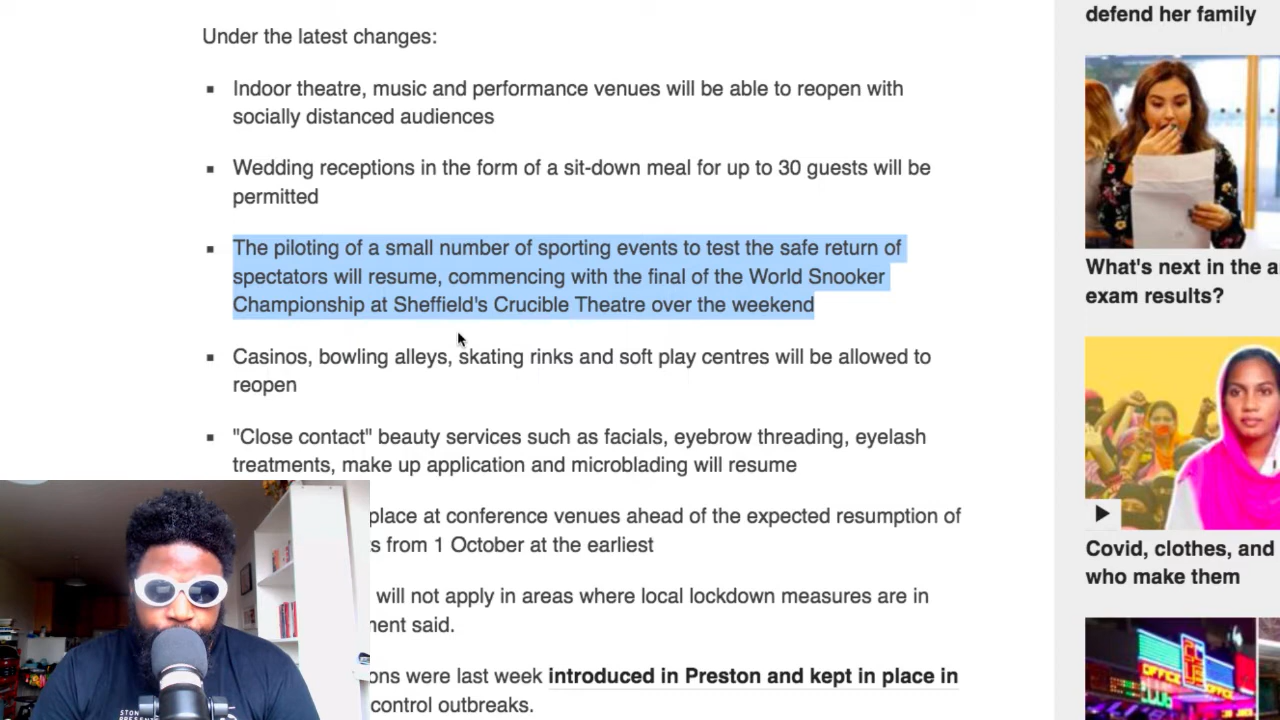 Under the latest changes:
Indoor theatre, music and performance venues will be able to reopen with
socially distanced audiences
Wedding receptions in the form of a sit-down meal for up to 30 guests will be
permitted
The piloting of a small number of sporting events to test the safe return of
spectators will resume, commencing with the final of the World Snooker
Championship at Sheffield's Crucible Theatre over the weekend
Casinos, bowling alleys, skating rinks and soft play centres will be allowed to
reopen
"Close contact" beauty services such as facials, eyebrow threading, eyelash
treatments, make up application and microblading will resume
place at conference venues ahead of the expected resumption of
s from 1 October at the earliest
will not apply in areas where local lockdown measures are in
ent said.
ons were last week introduced in Preston and kept in place in
control outbreaks.
defend her family
What's next in the a
exam results?
Covid, clothes, and
who make them
OFFICE
OFFICE
STON
PRESENT